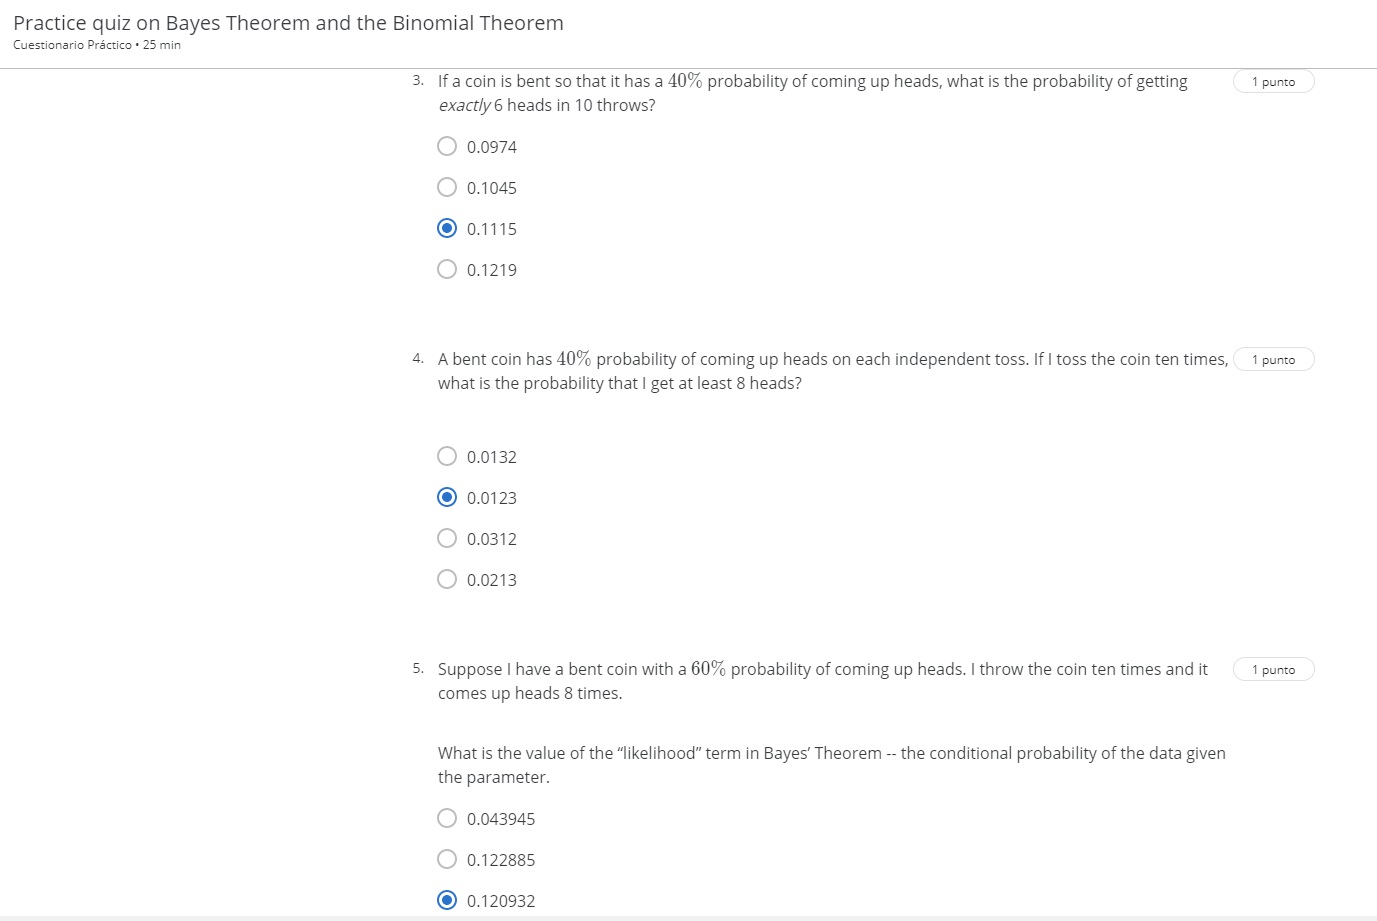 Practice quiz on Bayes Theorem and the Binomial Theorem
Cuestionario Práctico • 25 min
3. If a coin is bent so that it has a 40% probability of coming up heads, what is the probability of getting
exactly 6 heads in 10 throws?
1 punto
0.0974
0.1045
0.1115
0.1219
4. A bent coin has 40% probability of coming up heads on each independent toss. If I toss the coin ten times,
what is the probability that I get at least 8 heads?
1 punto
0.0132
0.0123
0.0312
0.0213
5. Suppose I have a bent coin with a 60% probability of coming up heads. I throw the coin ten times and it
comes up heads 8 times.
1 punto
What is the value of the “likelihood” term in Bayes’ Theorem -- the conditional probability of the data given
the parameter.
0.043945
0.122885
0.120932